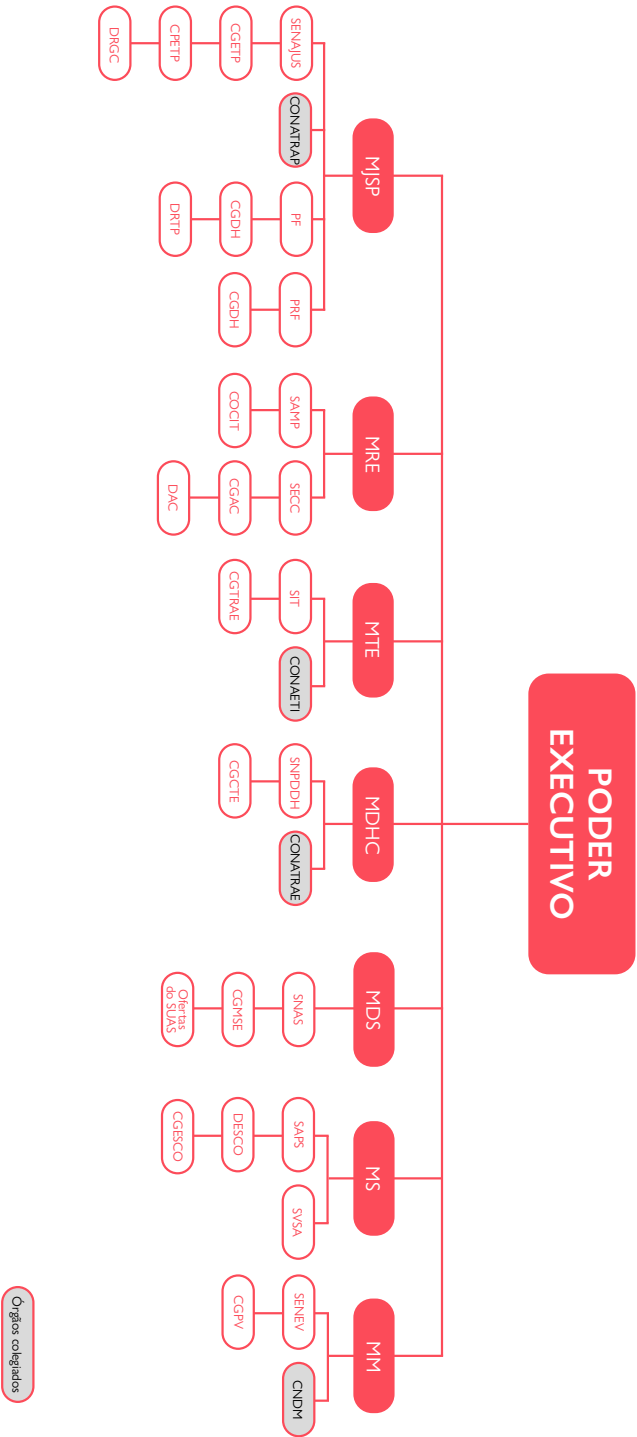 PODER
EXECUTIVO
MJSP
MRE
MTE
MDHC
MDS
MS
MM
SENAJUS
CONATRAP
PF
PRF
SAMP
SECC
SIT
CONAETI
SNPDDH
CONATRAE
SNAS
SAPS
SVSA
SENEV
CNDM
CGETP
CGDH
CGDH
COCIT
CGAC
CGTRAE
CGCTE
CGMSE
DESCO
CGPV
CPETP
DRTP
DAC
Ofertas
do SUAS
CGESCO
DRGC
Órgãos colegiados